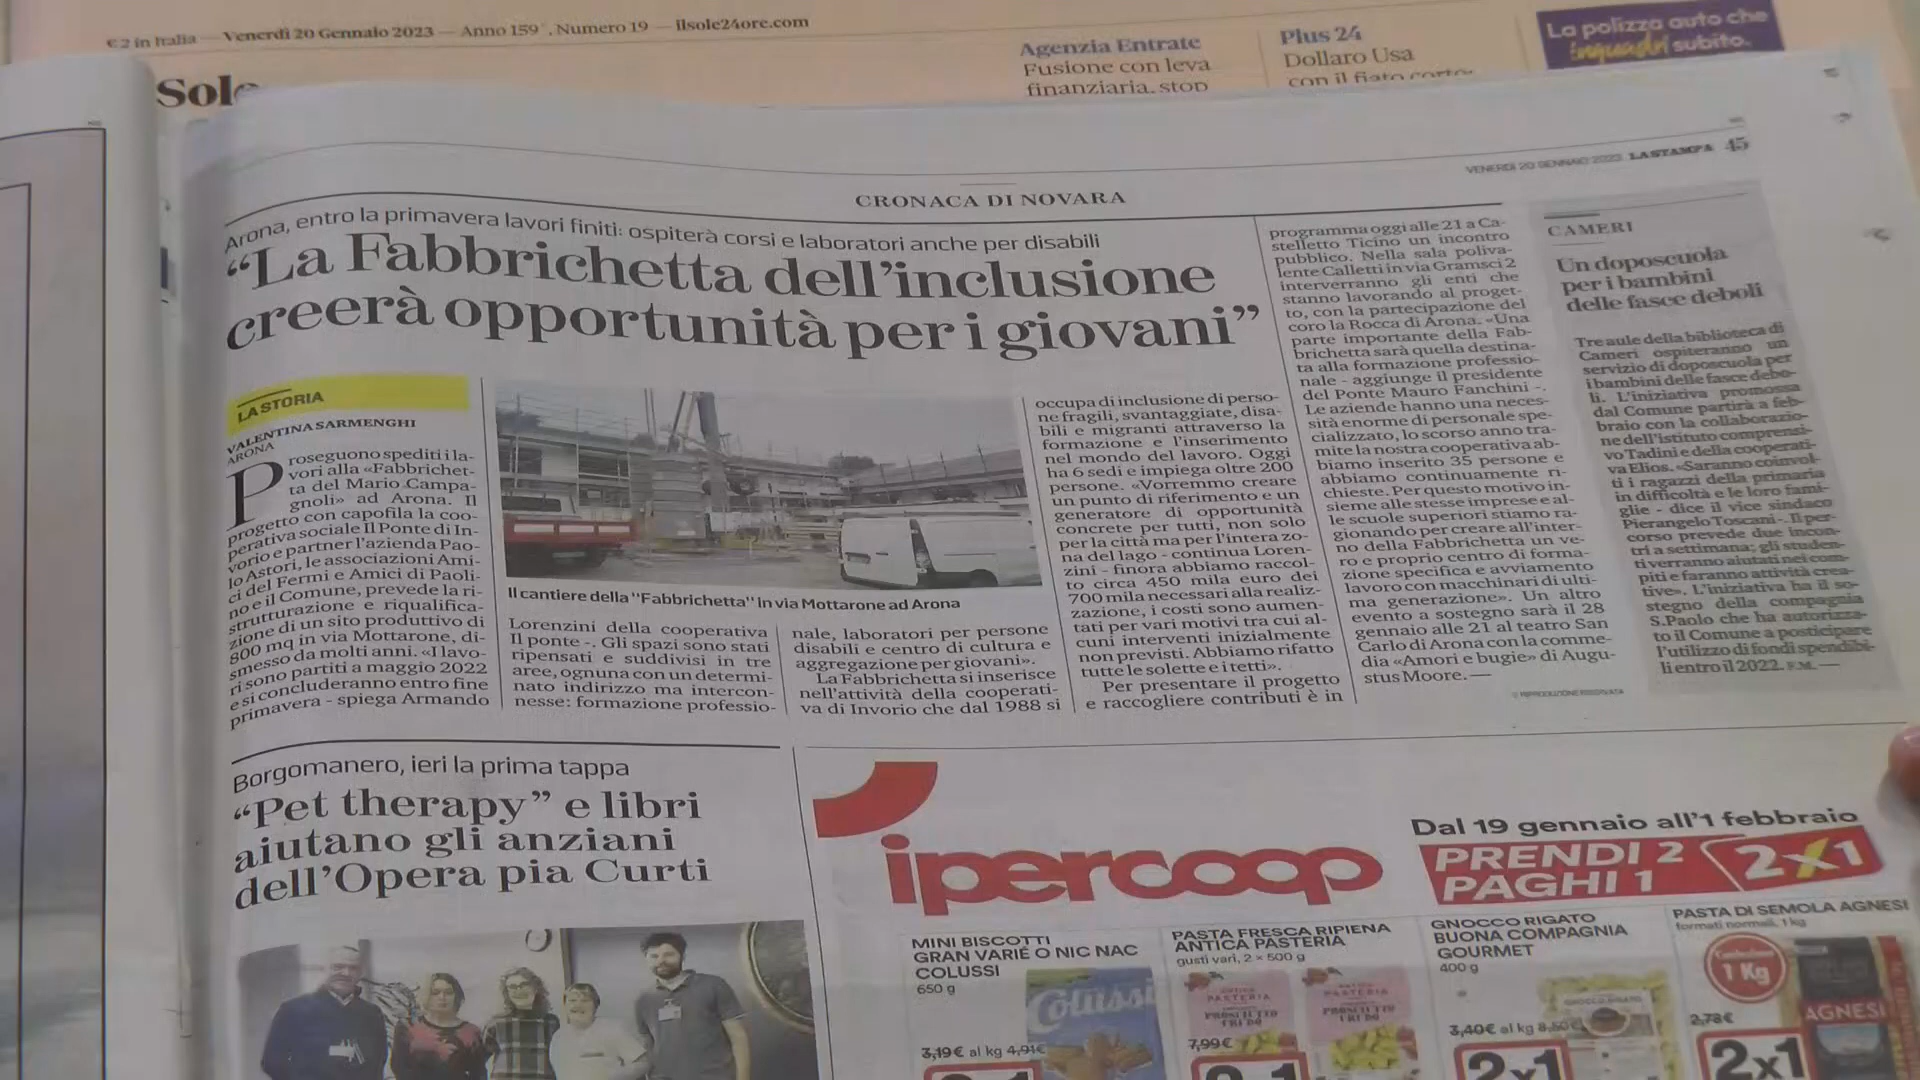 € 2 in Italia — Venerdì 20 Gennaio 2023 — Anno 159°, Numero 19 — ilsole24ore.com
Agenzia Entrate
Fusione con leva
finanziaria, stop
Plus 24
Dollaro Usa
con il fiato corto
La polizza auto che
inquadri subito.
Sole
VENERDÌ 20 GENNAIO 2023 LA STAMPA 45
CRONACA DI NOVARA
Arona, entro la primavera lavori finiti: ospiterà corsi e laboratori anche per disabili
“La Fabbrichetta dell’inclusione
creerà opportunità per i giovani”
LA STORIA
VALENTINA SARMENGHI
ARONA
Proseguono spediti i la-
vori alla «Fabbrichet-
ta del Mario Campa-
gnoli» ad Arona. Il
progetto con capofila la coo-
perativa sociale Il Ponte di In-
vorio e partner l’azienda Pao-
lo Astori, le associazioni Ami-
ci del Fermi e Amici di Paoli-
no e il Comune, prevede la ri-
strutturazione e riqualifica-
zione di un sito produttivo di
800 mq in via Mottarone, di-
smesso da molti anni. «I lavo-
ri sono partiti a maggio 2022
e si concluderanno entro fine
primavera - spiega Armando
Il cantiere della "Fabbrichetta" in via Mottarone ad Arona
Lorenzini della cooperativa
Il ponte -. Gli spazi sono stati
ripensati e suddivisi in tre
aree, ognuna con un determi-
nato indirizzo ma intercon-
nesse: formazione professio-
nale, laboratori per persone
disabili e centro di cultura e
aggregazione per giovani».
La Fabbrichetta si inserisce
nell’attività della cooperati-
va di Invorio che dal 1988 si
occupa di inclusione di perso-
ne fragili, svantaggiate, disa-
bili e migranti attraverso la
formazione e l’inserimento
nel mondo del lavoro. Oggi
ha 6 sedi e impiega oltre 200
persone. «Vorremmo creare
un punto di riferimento e un
generatore di opportunità
concrete per tutti, non solo
per la città ma per l’intera zo-
na del lago - continua Loren-
zini - finora abbiamo raccol-
to circa 450 mila euro dei
700 mila necessari alla realiz-
zazione, i costi sono aumen-
tati per vari motivi tra cui al-
cuni interventi inizialmente
non previsti. Abbiamo rifatto
tutte le solette e i tetti».
Per presentare il progetto
e raccogliere contributi è in
programma oggi alle 21 a Ca-
stelletto Ticino un incontro
pubblico. Nella sala poliva-
lente Calletti in via Gramsci 2
interverranno gli enti che
stanno lavorando al proget-
to, con la partecipazione del
coro la Rocca di Arona. «Una
parte importante della Fab-
brichetta sarà quella destina-
ta alla formazione professio-
nale - aggiunge il presidente
del Ponte Mauro Fanchini -.
Le aziende hanno una neces-
sità enorme di personale spe-
cializzato, lo scorso anno tra-
mite la nostra cooperativa ab-
biamo inserito 35 persone e
abbiamo continuamente ri-
chieste. Per questo motivo in-
sieme alle stesse imprese e al-
le scuole superiori stiamo ra-
gionando per creare all’inter-
no della Fabbrichetta un ve-
ro e proprio centro di forma-
zione specifica e avviamento
lavoro con macchinari di ulti-
ma generazione». Un altro
evento a sostegno sarà il 28
gennaio alle 21 al teatro San
Carlo di Arona con la comme-
dia «Amori e bugie» di Augu-
stus Moore. —
© RIPRODUZIONE RISERVATA
CAMERI
Un doposcuola
per i bambini
delle fasce deboli
Tre aule della biblioteca di
Cameri ospiteranno un
servizio di doposcuola per
i bambini delle fasce debo-
li. L’iniziativa promossa
dal Comune partirà a feb-
braio con la collaborazio-
ne dell’istituto comprensi-
vo Tadini e della cooperati-
va Elios. «Saranno coinvol-
ti i ragazzi della primaria
in difficoltà e le loro fami-
glie - dice il vice sindaco
Pierangelo Toscani -. Il per-
corso prevede due incon-
tri a settimana; gli studen-
ti verranno aiutati nei com-
piti e faranno attività crea-
tive». L’iniziativa ha il so-
stegno della compagnia
S.Paolo che ha autorizza-
to il Comune a posticipare
l’utilizzo di fondi spendibi-
li entro il 2022. F.M. —
Borgomanero, ieri la prima tappa
“Pet therapy” e libri
aiutano gli anziani
dell’Opera pia Curti
ipercoop
Dal 19 gennaio all’1 febbraio
PRENDI 2
PAGHI 1
2x1
MINI BISCOTTI
GRAN VARIÉ O NIC NAC
COLUSSI
650 g
Colussi
3,19 € al kg 4,91€
PASTA FRESCA RIPIENA
ANTICA PASTERIA
gusti vari, 2 x 500 g
PASTERIA
PASTERIA
PROSCIUTTO
CRUDO
PROSCIUTTO
CRUDO
7,99€
GNOCCO RIGATO
BUONA COMPAGNIA
GOURMET
400 g
3,40€ al kg 8,50€
2x1
PASTA DI SEMOLA AGNESI
formati normali, 1 kg
1 Kg
AGNESI
2,78€
2x1